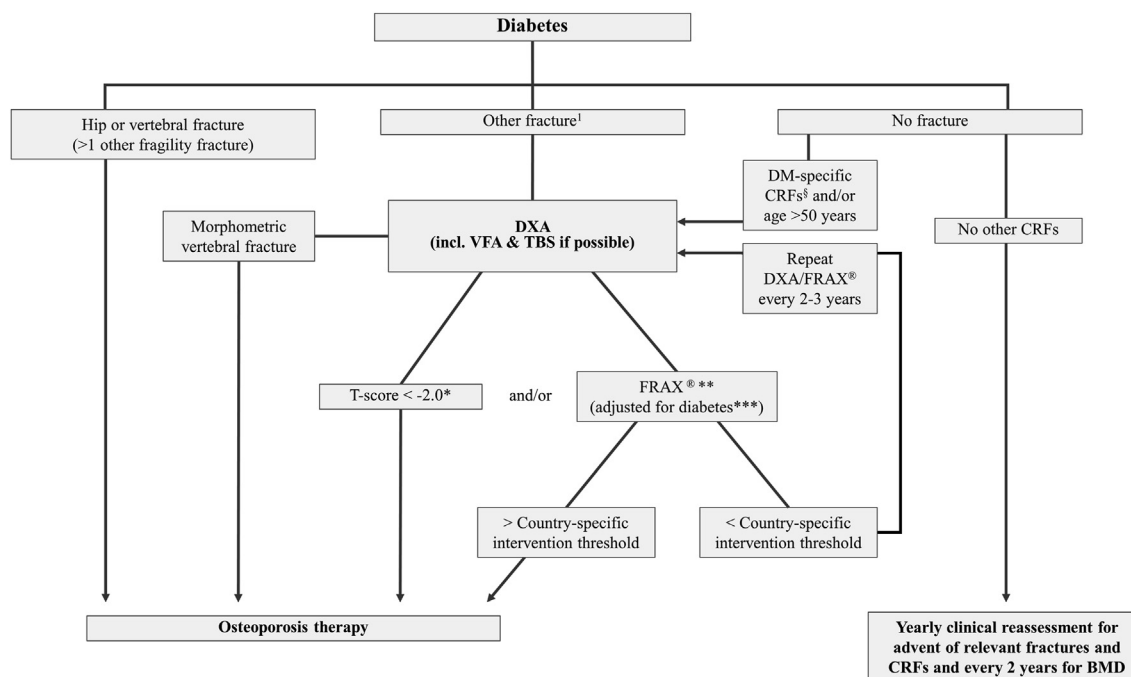 Diabetes
Hip or vertebral fracture
(>1 other fragility fracture)
Other fracture¹
No fracture
DM-specific
CRFs§ and/or
age >50 years
Morphometric
vertebral fracture
DXA
(incl. VFA & TBS if possible)
No other CRFs
Repeat
DXA/FRAX®
every 2-3 years
T-score < -2.0*
and/or
FRAX® **
(adjusted for diabetes***)
> Country-specific
intervention threshold
< Country-specific
intervention threshold
Osteoporosis therapy
Yearly clinical reassessment for
advent of relevant fractures and
CRFs and every 2 years for BMD